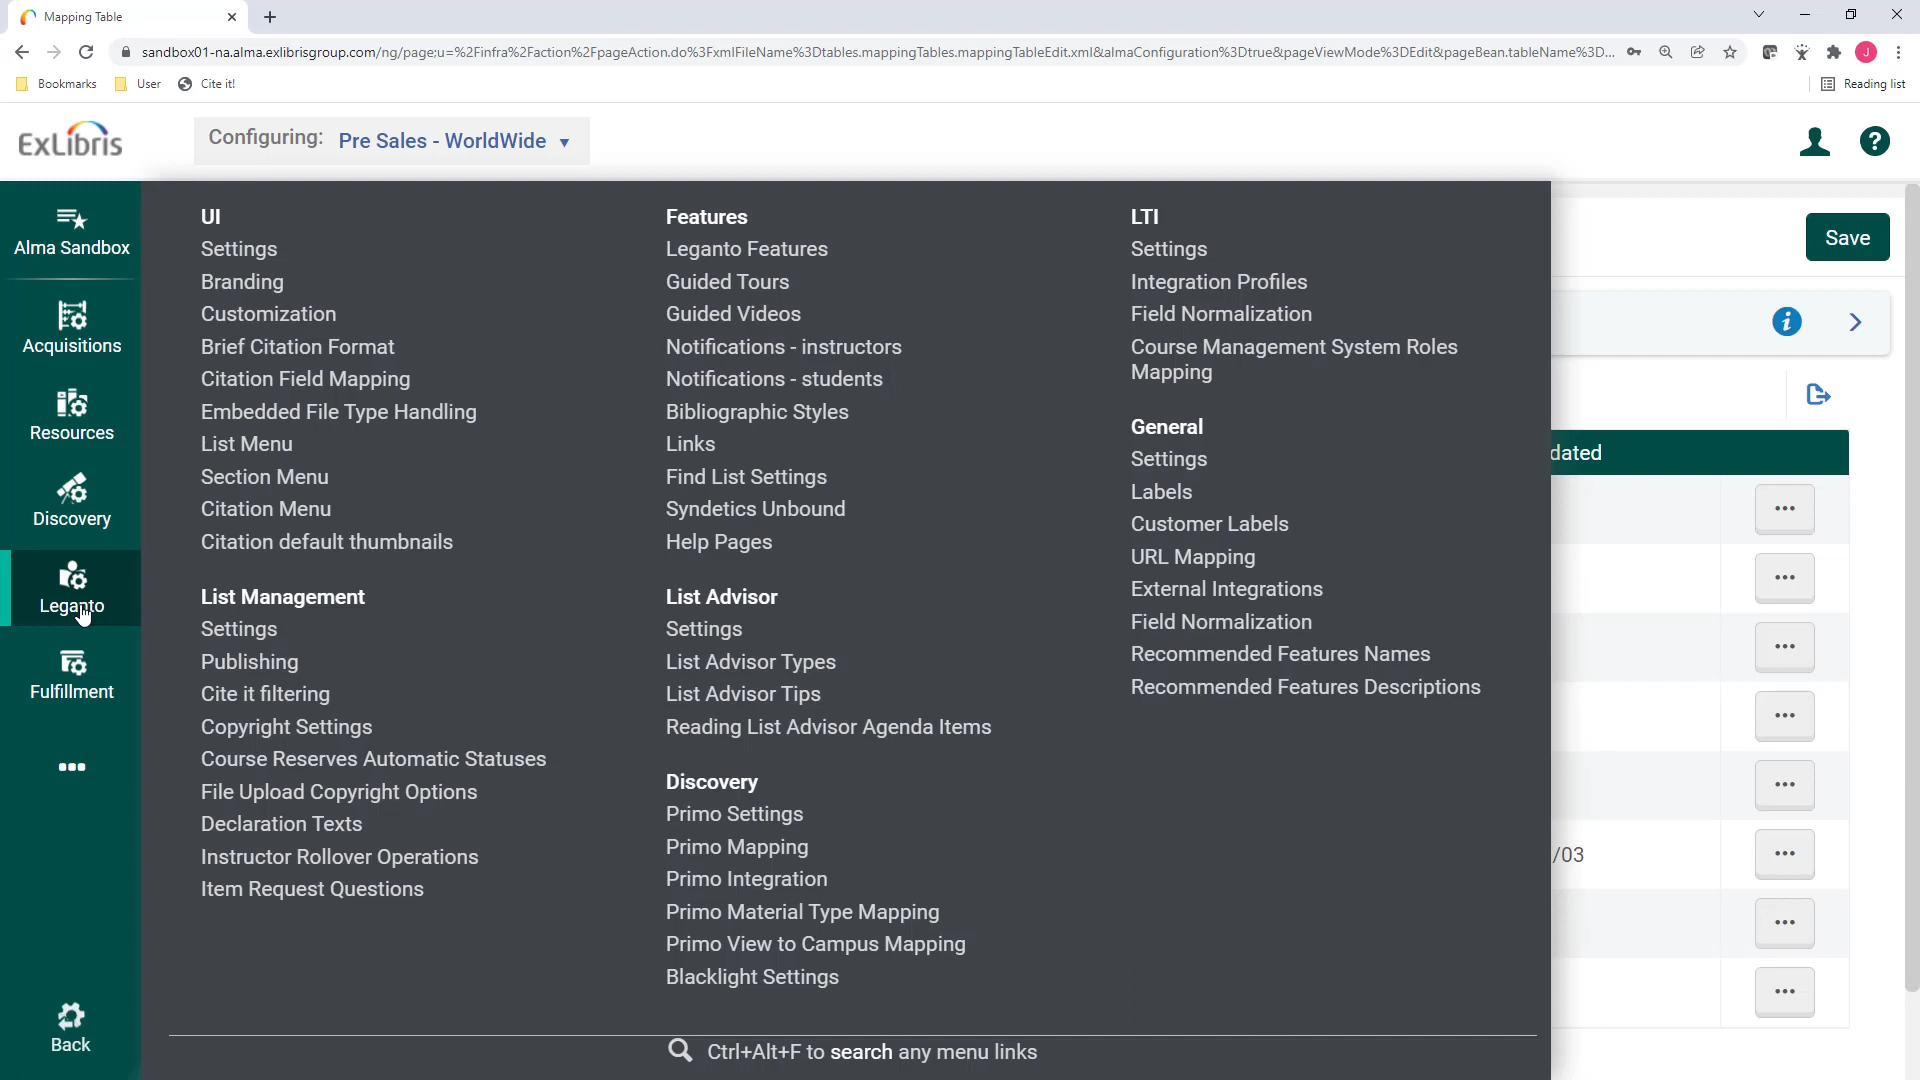 Mapping Table
sandbox01-na.alma.exlibrisgroup.com/ng/page;u=%2Finfra%2Faction%2FpageAction.do%3FxmlFileName%3Dtables.mappingTables.mappingTableEdit.xml&almaConfiguration%3Dtrue&pageViewMode%3DEdit&pageBean.tableName%3D...
J
Bookmarks
User
Cite it!
Reading list
ExLibris
Configuring: Pre Sales - WorldWide
Alma Sandbox
Acquisitions
Resources
Discovery
Leganto
Fulfillment
Back
UI
Settings
Branding
Customization
Brief Citation Format
Citation Field Mapping
Embedded File Type Handling
List Menu
Section Menu
Citation Menu
Citation default thumbnails
List Management
Settings
Publishing
Cite it filtering
Copyright Settings
Course Reserves Automatic Statuses
File Upload Copyright Options
Declaration Texts
Instructor Rollover Operations
Item Request Questions
Features
Leganto Features
Guided Tours
Guided Videos
Notifications - instructors
Notifications - students
Bibliographic Styles
Links
Find List Settings
Syndetics Unbound
Help Pages
List Advisor
Settings
List Advisor Types
List Advisor Tips
Reading List Advisor Agenda Items
Discovery
Primo Settings
Primo Mapping
Primo Integration
Primo Material Type Mapping
Primo View to Campus Mapping
Blacklight Settings
LTI
Settings
Integration Profiles
Field Normalization
Course Management System Roles
Mapping
General
Settings
Labels
Customer Labels
URL Mapping
External Integrations
Field Normalization
Recommended Features Names
Recommended Features Descriptions
Ctrl+Alt+F to search any menu links
Save
dated
/03